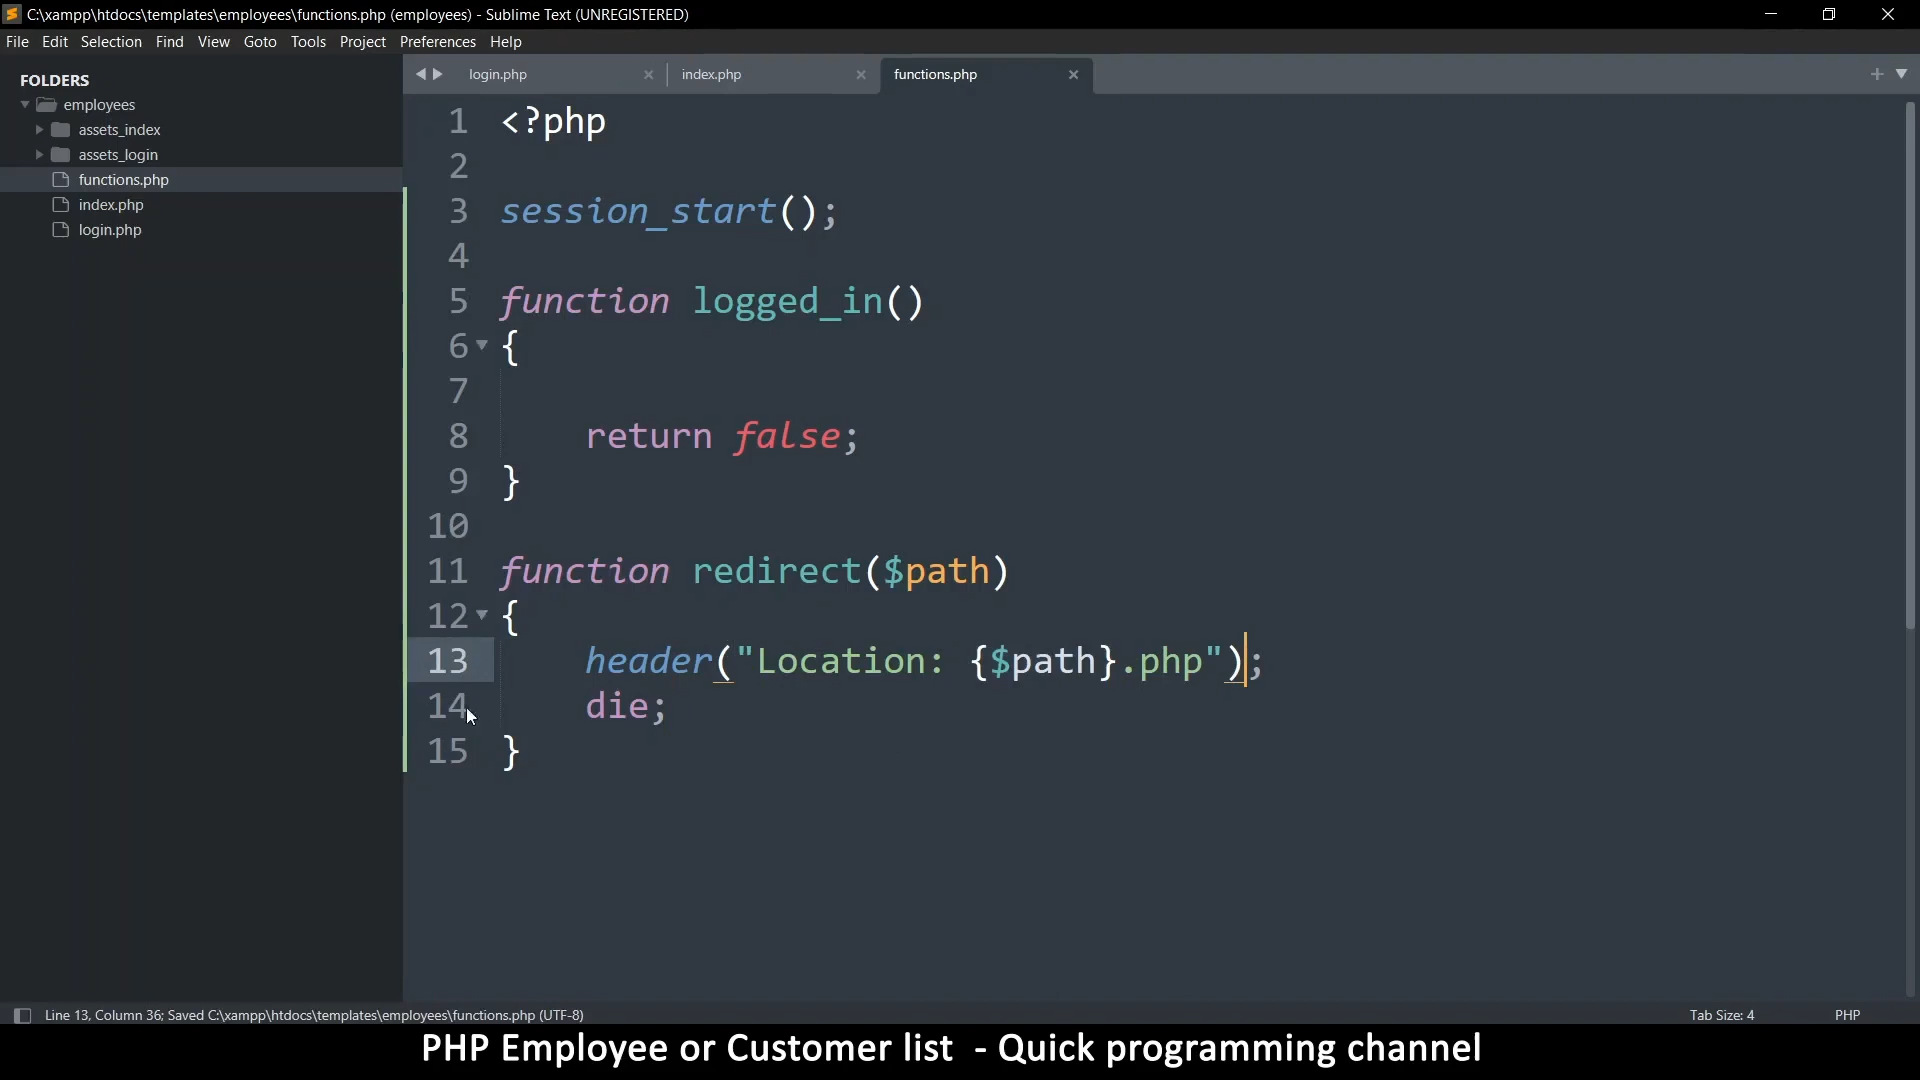 C:\xampp\htdocs\templates\employees\functions.php (employees) - Sublime Text (UNREGISTERED)
File Edit Selection Find View Goto Tools Project Preferences Help
FOLDERS
employees
assets_index
assets_login
functions.php
index.php
login.php
login.php index.php functions.php
1 <?php
2
3 session_start();
4
5 function logged_in()
6 {
7
8 return false;
9 }
10
11 function redirect($path)
12 {
13 header("Location: {$path}.php");
14 die;
15 }
Line 13, Column 36; Saved C:\xampp\htdocs\templates\employees\functions.php (UTF-8) Tab Size: 4 PHP
PHP Employee or Customer list - Quick programming channel